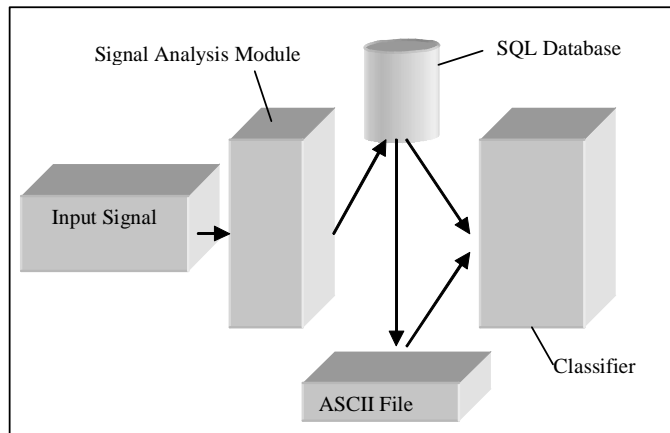 Signal Analysis Module
SQL Database
Input Signal
ASCII File
Classifier